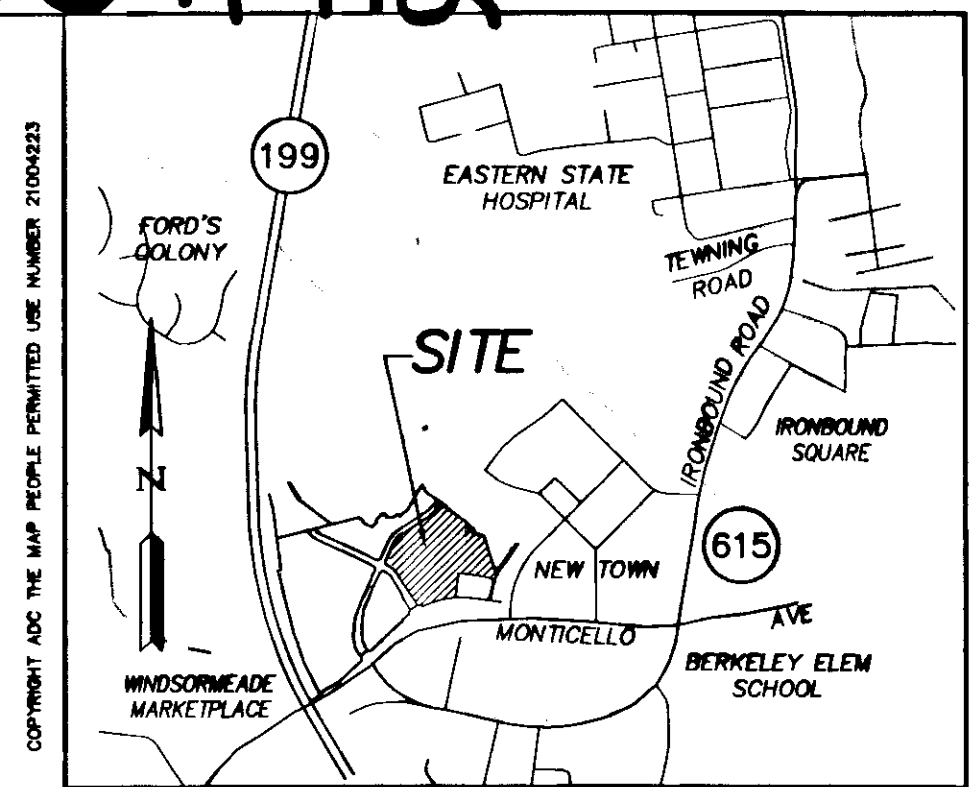 199
EASTERN STATE
HOSPITAL
FORD'S
COLONY
TEWNING
ROAD
SITE
IRONBOUND ROAD
IRONBOUND
SQUARE
N
615
NEW TOWN
MONTICELLO
AVE
BERKELEY ELEM
SCHOOL
WINDSORMEADE
MARKETPLACE
COPYRIGHT ADC THE MAP PEOPLE PERMITTED USE NUMBER 21004223